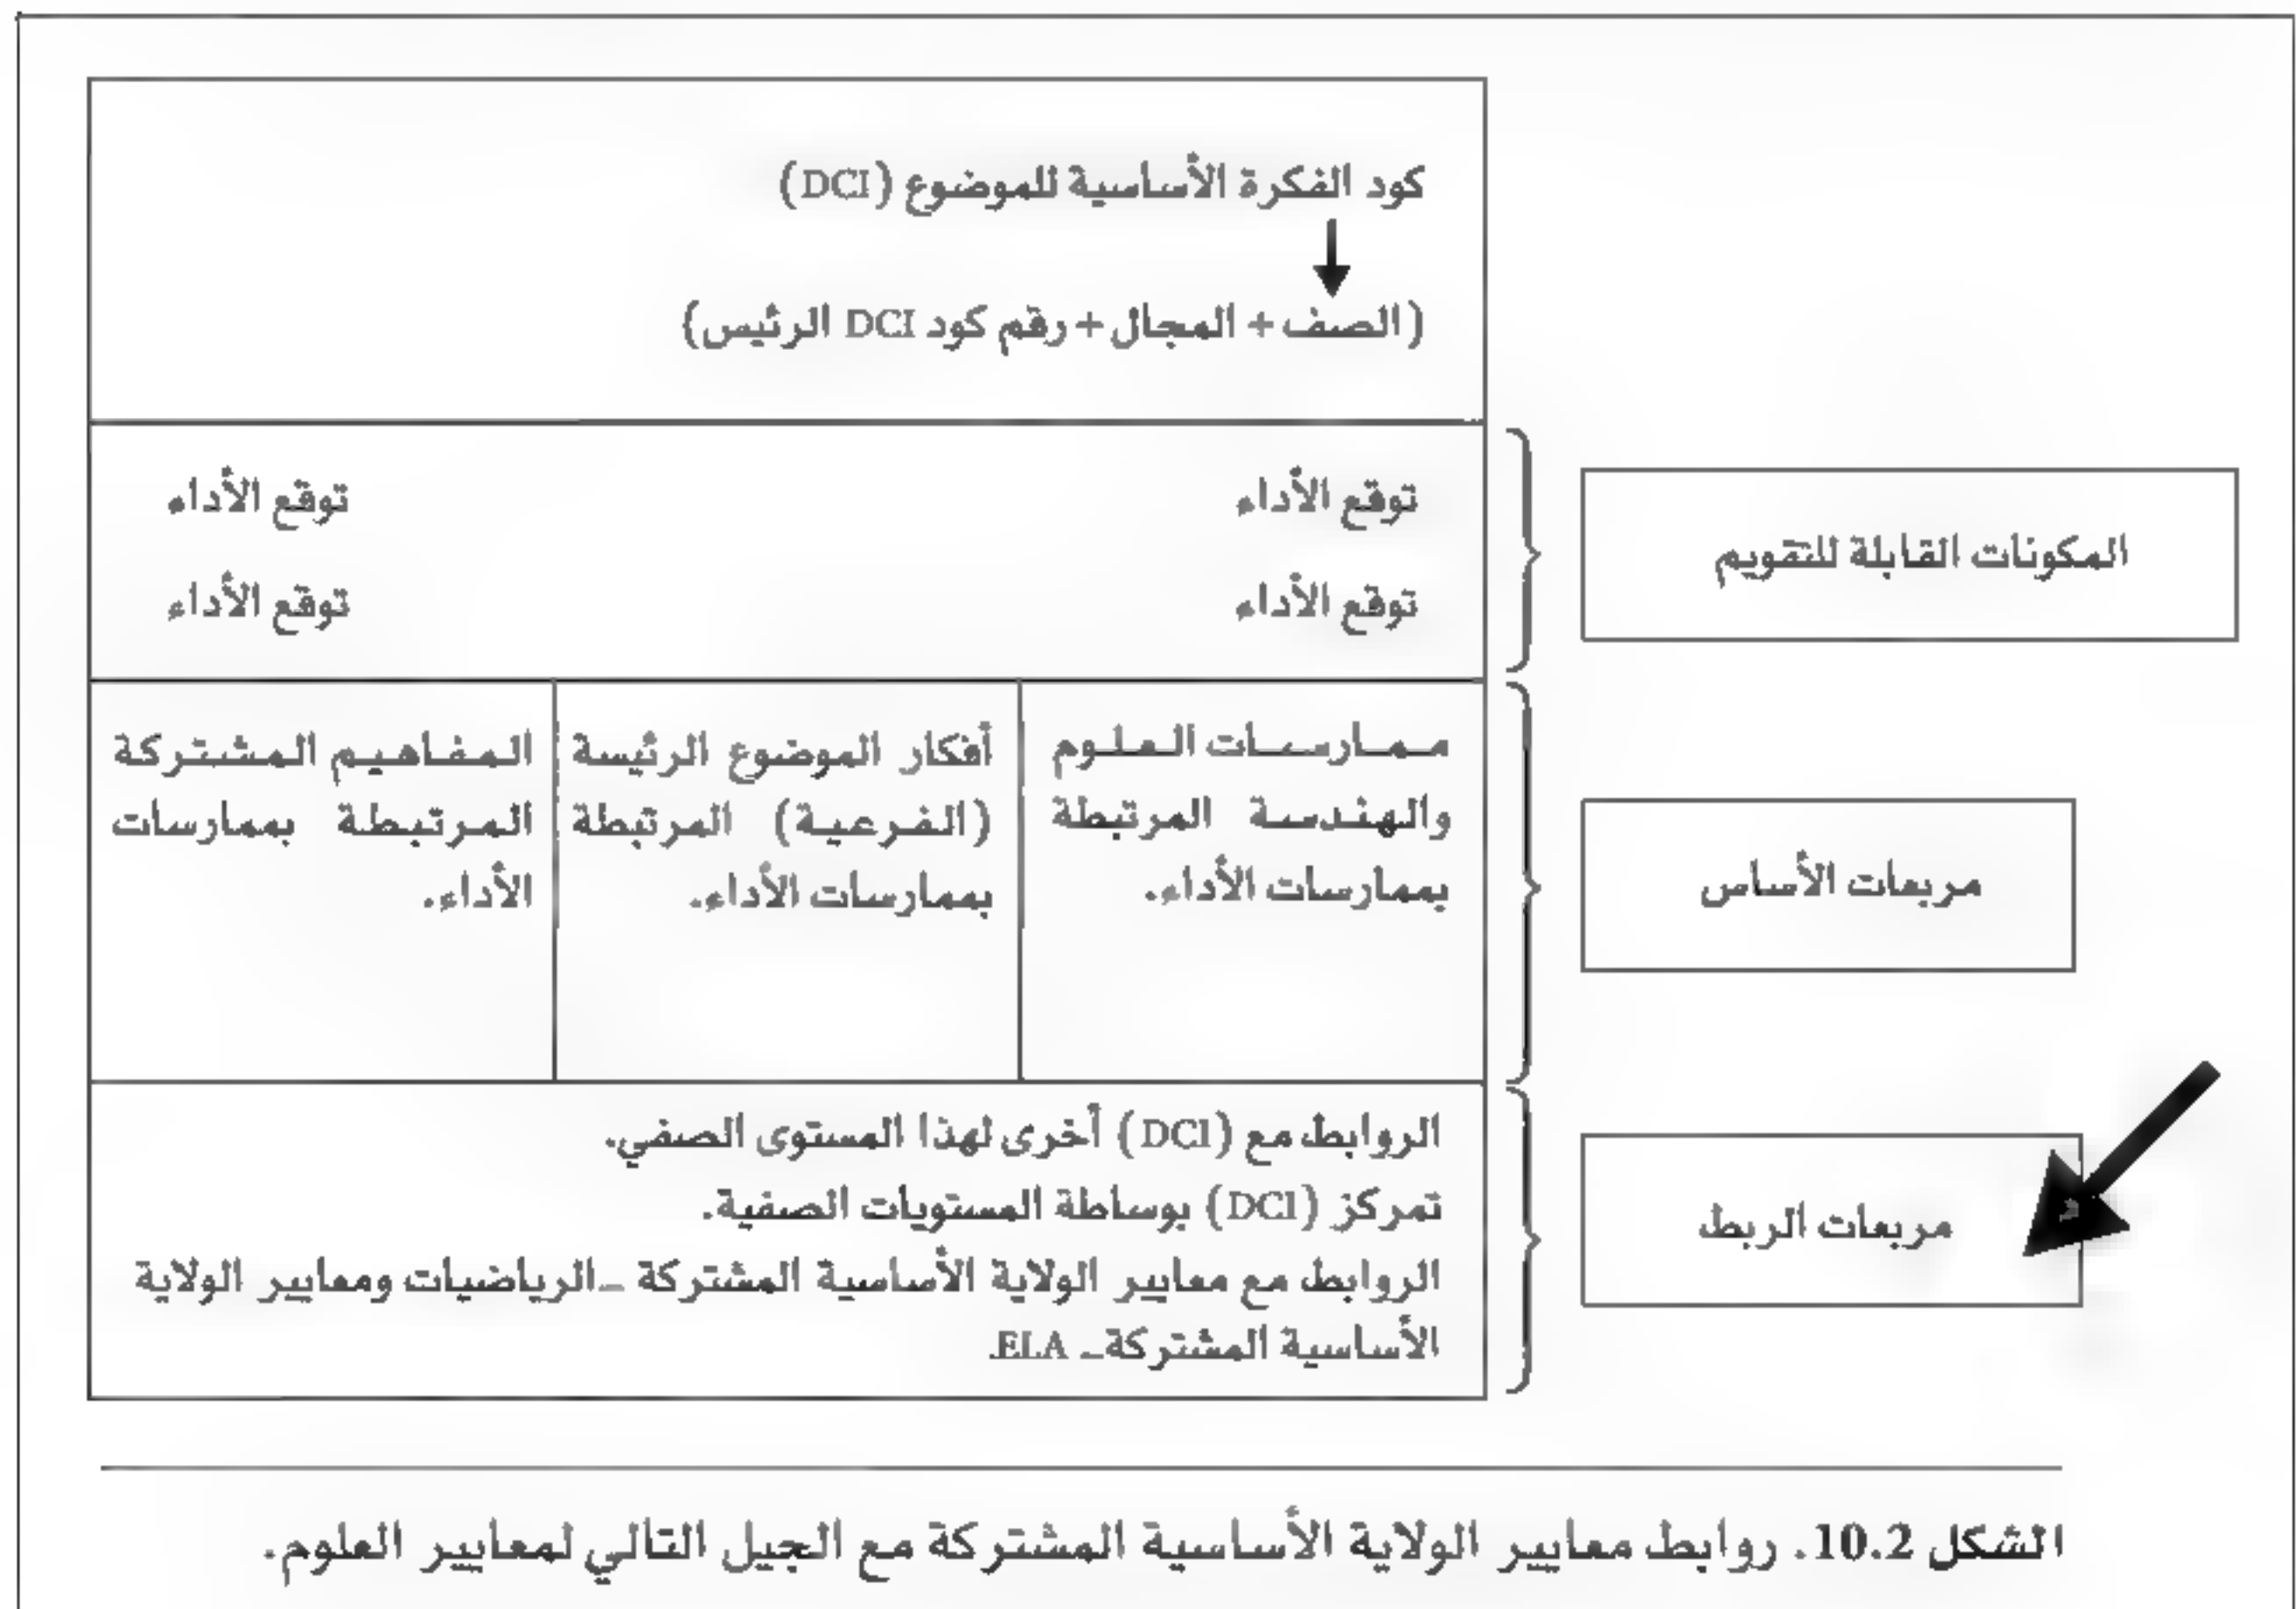 كود الفكرة الأساسية للموضوع (DCI)
(الصف + المجال + رقم كود DCI الرئيس)
المكونات القابلة للتقويم
توقع الأداء توقع الأداء
توقع الأداء توقع الأداء
مربعات الأساس
ممارسات العلوم
والهندسة المرتبطة
بممارسات الأداء.
أفكار الموضوع الرئيسة
(الفرعية) المرتبطة
بممارسات الأداء.
المفاهيم المشتركة
المرتبطة بممارسات
الأداء.
مربعات الربط
الروابط مع (DCI) أخرى لهذا المستوى الصفي.
تمركز (DCI) بوساطة المستويات الصفية.
الروابط مع معايير الولاية الأساسية المشتركة ـ الرياضيات ومعايير الولاية
الأساسية المشتركة ـ ELA.
الشكل 10.2. روابط معايير الولاية الأساسية المشتركة مع الجيل التالي لمعايير العلوم.